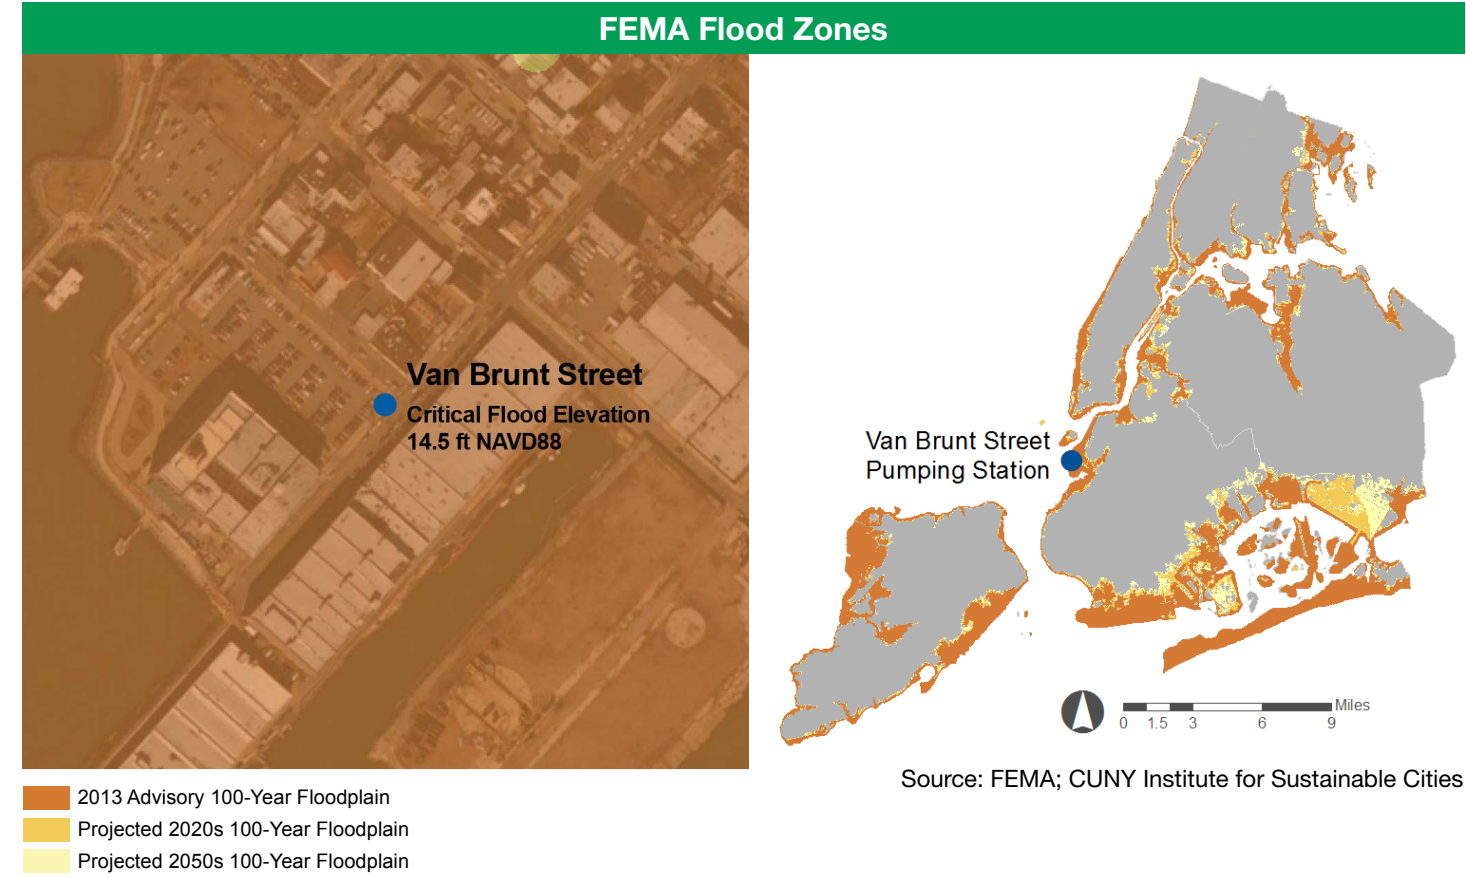 FEMA Flood Zones
Van Brunt Street
Critical Flood Elevation
14.5 ft NAVD88
Van Brunt Street
Pumping Station
Miles
0 1.5 3 6 9
Source: FEMA; CUNY Institute for Sustainable Cities
2013 Advisory 100-Year Floodplain
Projected 2020s 100-Year Floodplain
Projected 2050s 100-Year Floodplain